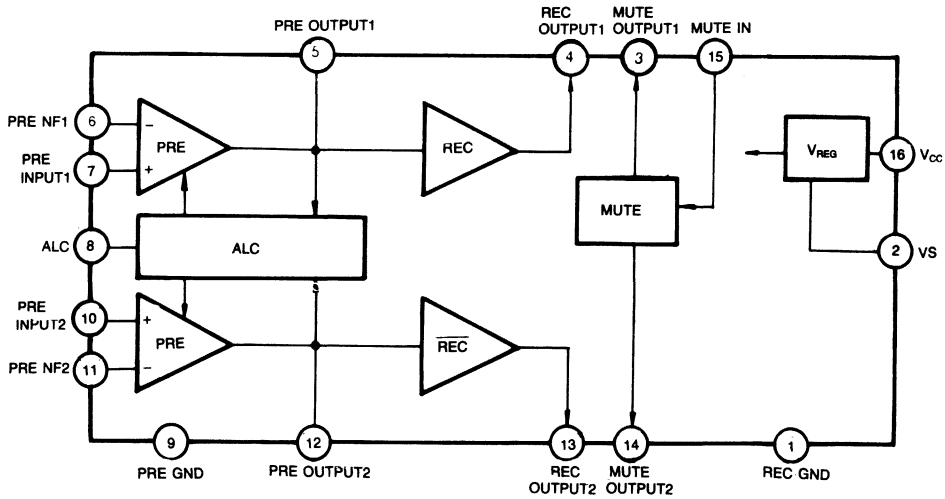 PRE OUTPUT1
REC
OUTPUT1
MUTE
OUTPUT1
MUTE IN
5
4
3
15
PRE NF1
6
−
PRE
REC
PRE
INPUT1
7
+
VREG
16
VCC
MUTE
ALC
8
ALC
2
VS
PRE
INPUT2
10
+
PRE
REC
PRE NF2
11
−
9
12
13
14
1
PRE GND
PRE OUTPUT2
REC
OUTPUT2
MUTE
OUTPUT2
REC GND